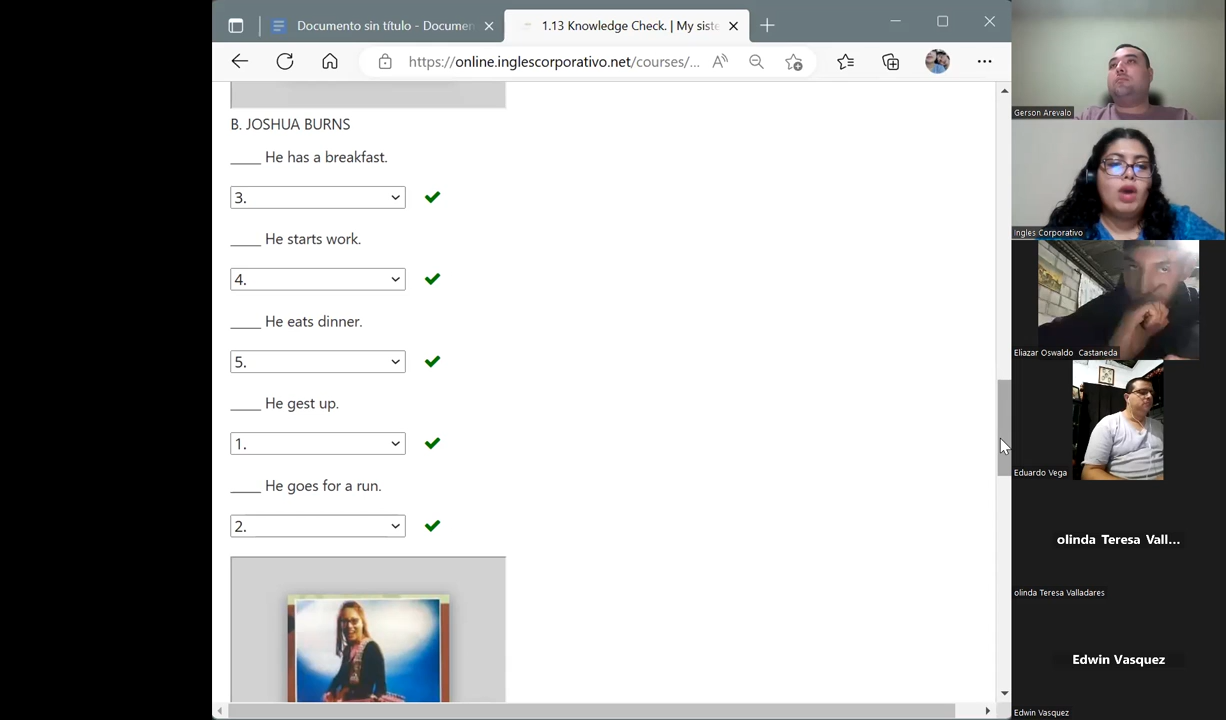 Documento sin título - Documen
1.13 Knowledge Check. | My siste
https://online.inglescorporativo.net/courses/...
B. JOSHUA BURNS
____ He has a breakfast.
3.
____ He starts work.
4.
____ He eats dinner.
5.
____ He gest up.
1.
____ He goes for a run.
2.
Gerson Arevalo
Ingles Corporativo
Eliazar Oswaldo Castaneda
Eduardo Vega
olinda Teresa Vall...
olinda Teresa Valladares
Edwin Vasquez
Edwin Vasquez